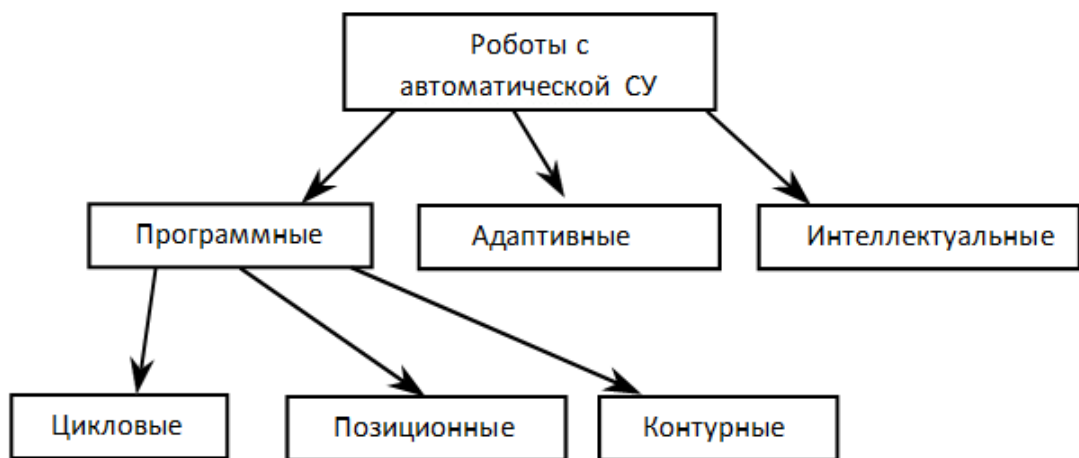 Роботы с
автоматической СУ
Программные
Адаптивные
Интеллектуальные
Цикловые
Позиционные
Контурные